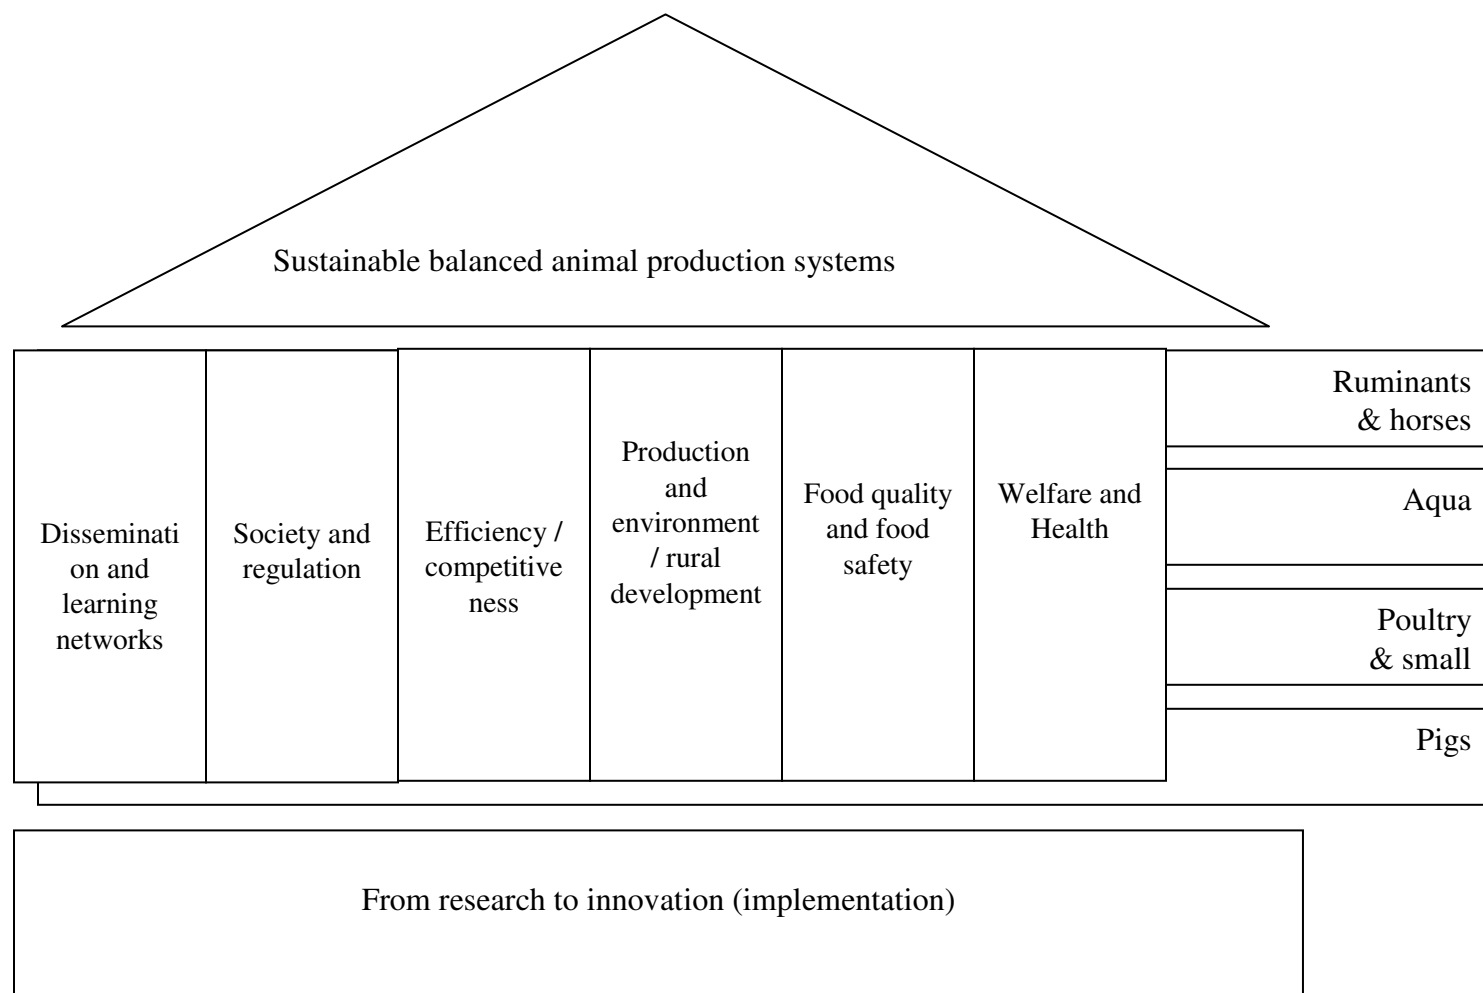 Sustainable balanced animal production systems
Disseminati
on and
learning
networks
Society and
regulation
Efficiency /
competitive
ness
Production
and
environment
/ rural
development
Food quality
and food
safety
Welfare and
Health
Ruminants
& horses
Aqua
Poultry
& small
Pigs
From research to innovation (implementation)